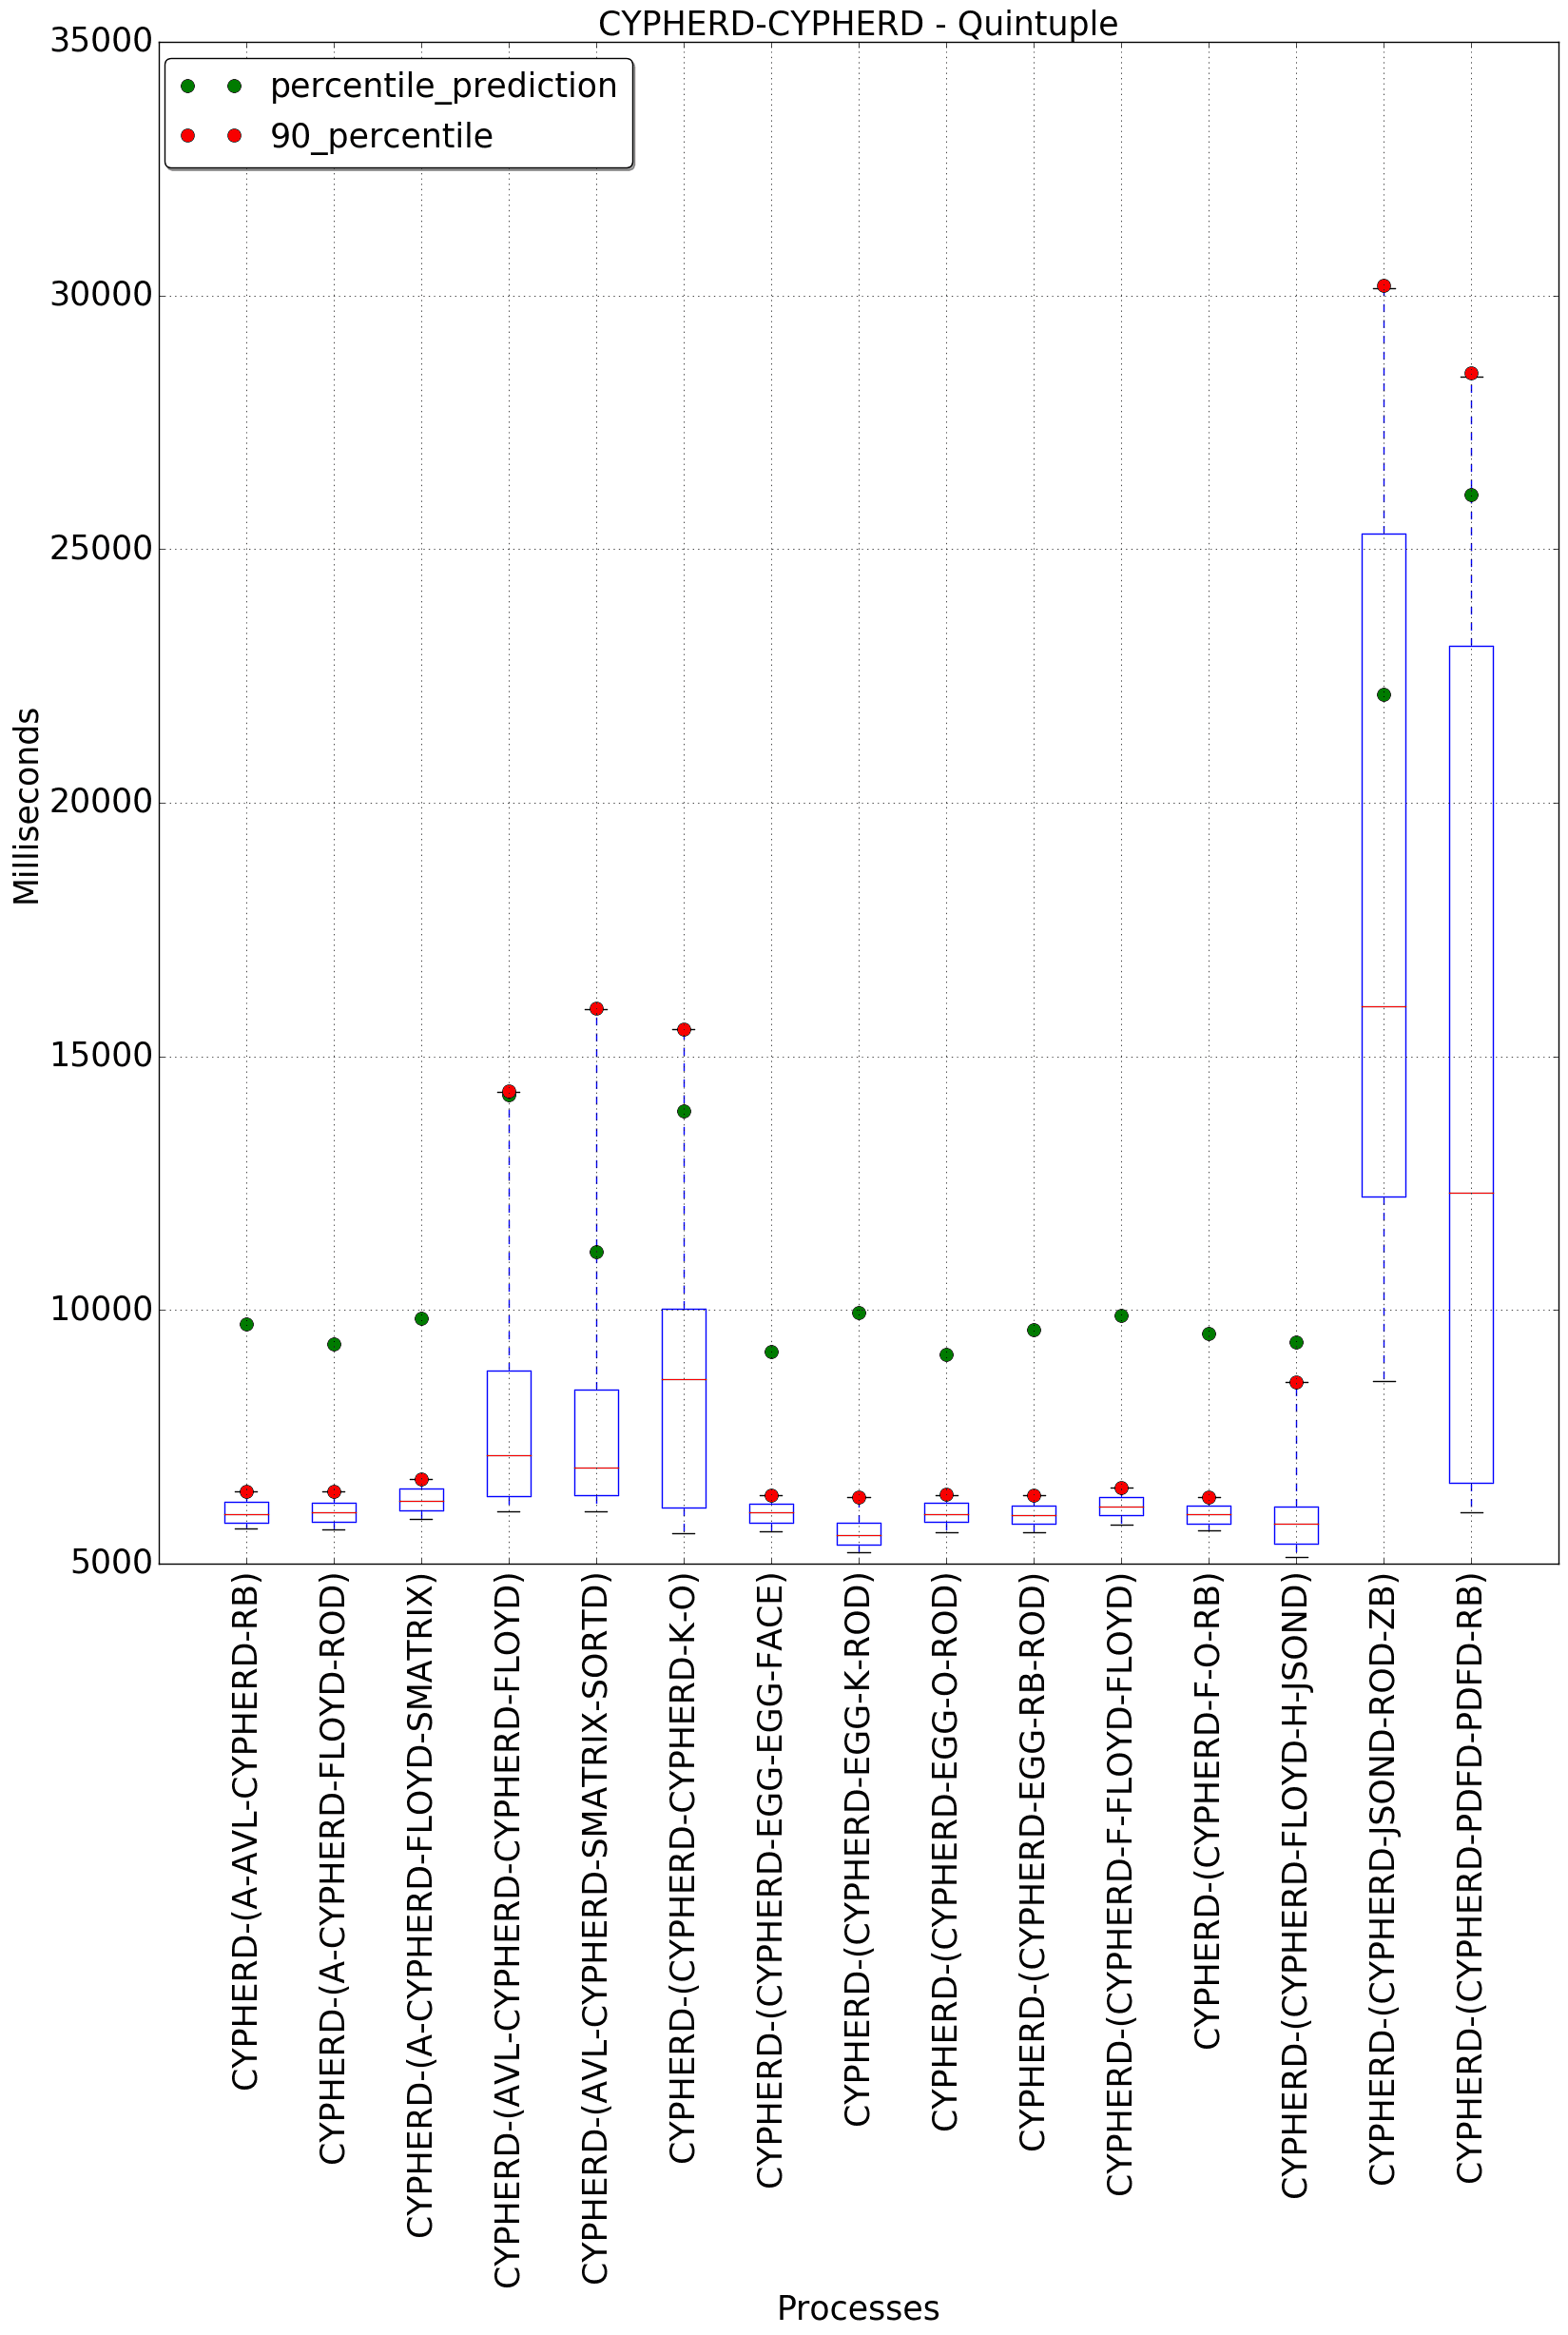 CYPHERD-CYPHERD - Quintuple
percentile_prediction
90_percentile
35000
30000
25000
20000
15000
10000
5000
Milliseconds
CYPHERD-(A-AVL-CYPHERD-RB)
CYPHERD-(A-CYPHERD-FLOYD-ROD)
CYPHERD-(A-CYPHERD-FLOYD-SMATRIX)
CYPHERD-(AVL-CYPHERD-CYPHERD-FLOYD)
CYPHERD-(AVL-CYPHERD-SMATRIX-SORTD)
CYPHERD-(CYPHERD-CYPHERD-K-O)
CYPHERD-(CYPHERD-EGG-EGG-FACE)
CYPHERD-(CYPHERD-EGG-K-ROD)
CYPHERD-(CYPHERD-EGG-O-ROD)
CYPHERD-(CYPHERD-EGG-RB-ROD)
CYPHERD-(CYPHERD-F-FLOYD-FLOYD)
CYPHERD-(CYPHERD-F-O-RB)
CYPHERD-(CYPHERD-FLOYD-H-JSOND)
CYPHERD-(CYPHERD-JSOND-ROD-ZB)
CYPHERD-(CYPHERD-PDFD-PDFD-RB)
Processes